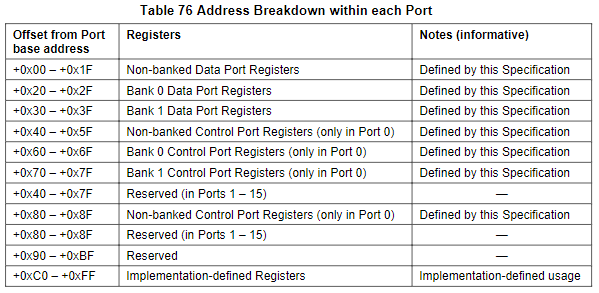 Table 76 Address Breakdown within each Port
Offset from Port base address Registers Notes (informative)
+0x00 – +0x1F Non-banked Data Port Registers Defined by this Specification
+0x20 – +0x2F Bank 0 Data Port Registers Defined by this Specification
+0x30 – +0x3F Bank 1 Data Port Registers Defined by this Specification
+0x40 – +0x5F Non-banked Control Port Registers (only in Port 0) Defined by this Specification
+0x60 – +0x6F Bank 0 Control Port Registers (only in Port 0) Defined by this Specification
+0x70 – +0x7F Bank 1 Control Port Registers (only in Port 0) Defined by this Specification
+0x40 – +0x7F Reserved (in Ports 1 – 15) —
+0x80 – +0x8F Non-banked Control Port Registers (only in Port 0) Defined by this Specification
+0x80 – +0x8F Reserved (in Ports 1 – 15) —
+0x90 – +0xBF Reserved —
+0xC0 – +0xFF Implementation-defined Registers Implementation-defined usage